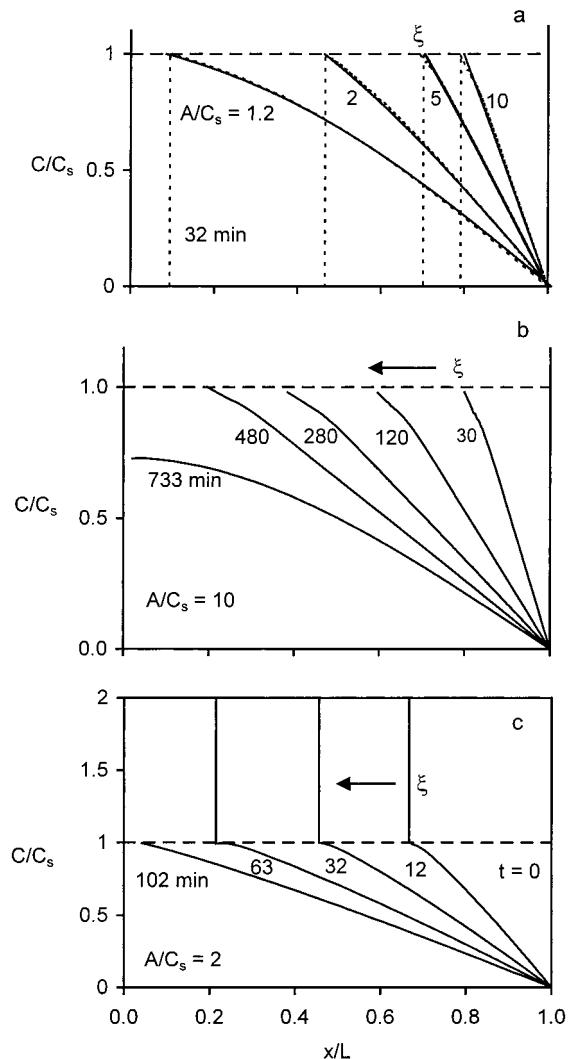 a
ξ
1
2
5
10
A/Cs = 1.2
C/Cs
0.5
32 min
0
b
ξ
1.0
480
280
120
30
733 min
C/Cs
0.5
A/Cs = 10
0.0
2
c
1.5
ξ
C/Cs
1
102 min
63
32
12
t = 0
0.5
A/Cs = 2
0
0.0
0.2
0.4
0.6
0.8
1.0
x/L